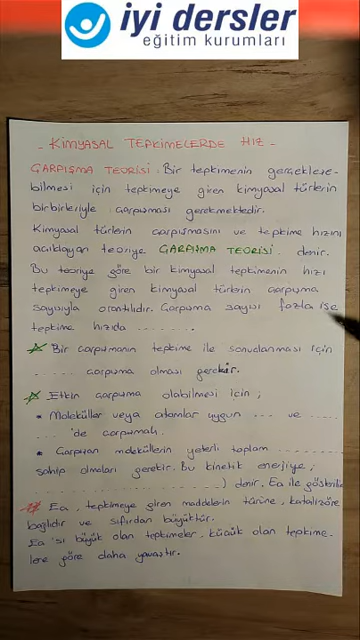 iyi dersler
eğitim kurumları
- KİMYASAL TEPKİMELERDE HIZ -
ÇARPIŞMA TEORİSİ: Bir tepkimenin gerçekleşe-
bilmesi için tepkimeye giren kimyasal türlerin
birbirleriyle çarpışması gerekmektedir.
Kimyasal türlerin çarpışmasını ve tepkime hızını
açıklayan teoriye ÇARPIŞMA TEORİSİ denir.
Bu teoriye göre bir kimyasal tepkimenin hızı
tepkimeye giren kimyasal türlerin çarpışma
sayısıyla orantılıdır. Çarpışma sayısı fazla ise
tepkime hızıda .......
Bir çarpışmanın tepkime ile sonuçlanması için
..... çarpışma olması gerekir.
Etkin çarpışma olabilmesi için;
• Moleküller veya atomlar uygun ... ve .....
...'de çarpışmalı.
• Çarpışan moleküllerin yeterli toplam .........
sahip olmaları gerekir. Bu kinetik enerjiye,
....................) denir. Ea ile gösterilir
Ea, tepkimeye giren maddelerin türüne, katalizöre
bağlıdır ve sıfırdan büyüktür.
Ea'sı büyük olan tepkimeler, küçük olan tepkime-
lere göre daha yavaştır.